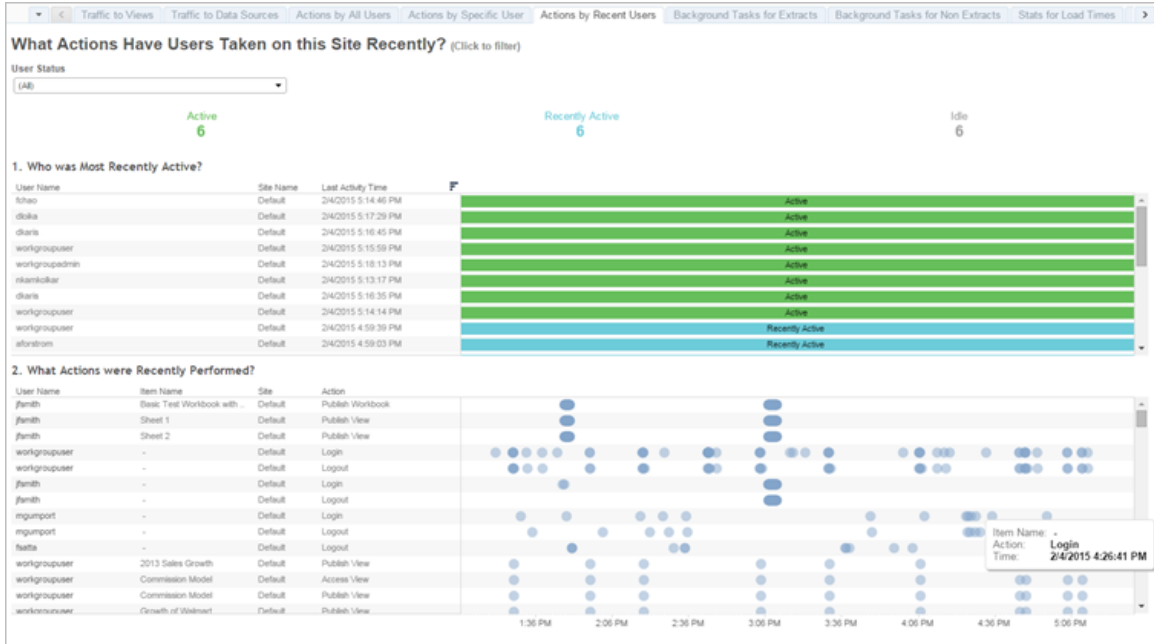 Traffic to Views Traffic to Data Sources Actions by All Users Actions by Specific User Actions by Recent Users Background Tasks for Extracts Background Tasks for Non Extracts Stats for Load Times
What Actions Have Users Taken on this Site Recently? (Click to filter)
User Status
(All)
Active Recently Active Idle
6 6 6
1. Who was Most Recently Active?
User Name Site Name Last Activity Time
fchao Default 2/4/2015 5:14:46 PM Active
dloika Default 2/4/2015 5:17:29 PM Active
dkaris Default 2/4/2015 5:16:45 PM Active
workgroupuser Default 2/4/2015 5:15:59 PM Active
workgroupadmin Default 2/4/2015 5:18:13 PM Active
nkamkolkar Default 2/4/2015 5:13:17 PM Active
dkaris Default 2/4/2015 5:16:35 PM Active
workgroupuser Default 2/4/2015 5:14:14 PM Active
workgroupuser Default 2/4/2015 4:59:39 PM Recently Active
aforstrom Default 2/4/2015 4:59:03 PM Recently Active
2. What Actions were Recently Performed?
User Name Item Name Site Action
jfsmith Basic Test Workbook with .. Default Publish Workbook
jfsmith Sheet 1 Default Publish View
jfsmith Sheet 2 Default Publish View
workgroupuser - Default Login
workgroupuser - Default Logout
jfsmith - Default Login
jfsmith - Default Logout
mgumport - Default Login
mgumport - Default Logout
fsatta - Default Logout
Item Name: -
Action: Login
Time: 2/4/2015 4:26:41 PM
workgroupuser 2013 Sales Growth Default Publish View
workgroupuser Commission Model Default Access View
workgroupuser Commission Model Default Publish View
workgroupuser Growth of Walmart Default Publish View
1:36 PM 2:06 PM 2:36 PM 3:06 PM 3:36 PM 4:06 PM 4:36 PM 5:06 PM